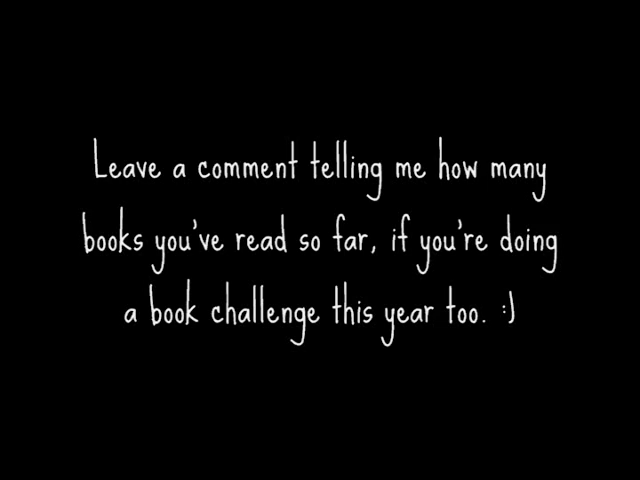 Leave a comment telling me how many
books you've read so far, if you're doing
a book challenge this year too. :)